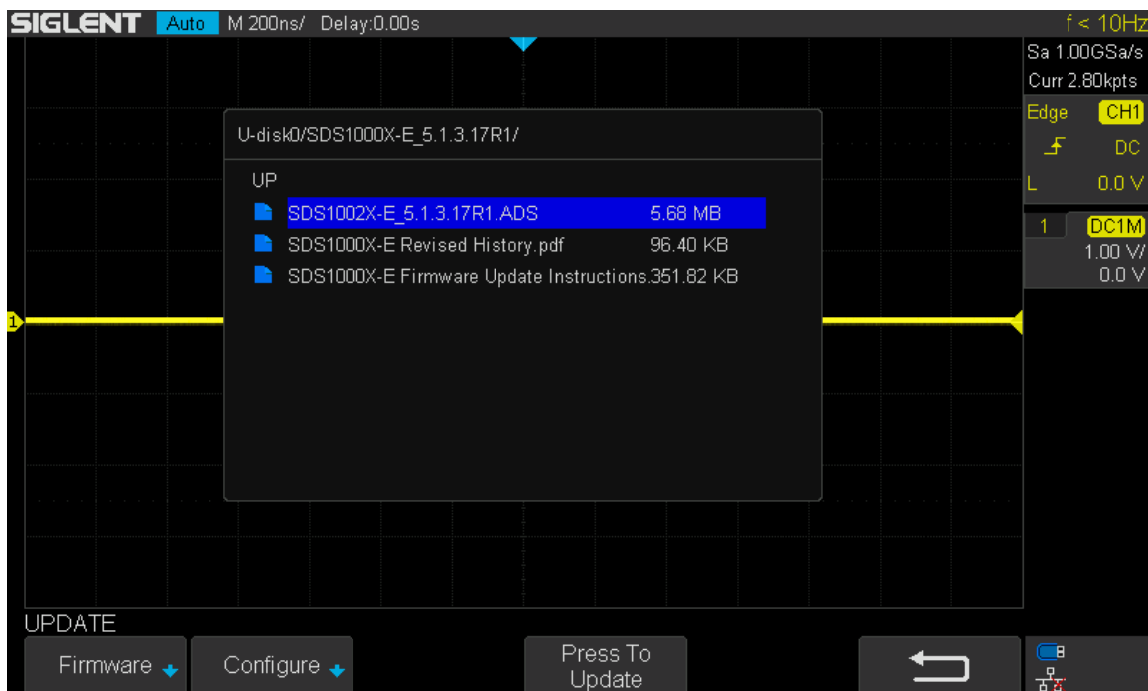 SIGLENT Auto M 200ns/ Delay:0.00s f < 10Hz
Sa 1.00GSa/s
Curr 2.80kpts
Edge CH1
DC
L 0.0 V
1 DC1M
1.00 V/
0.0 V
U-disk0/SDS1000X-E_5.1.3.17R1/
UP
SDS1002X-E_5.1.3.17R1.ADS 5.68 MB
SDS1000X-E Revised History.pdf 96.40 KB
SDS1000X-E Firmware Update Instructions.351.82 KB
1
UPDATE
Firmware
Configure
Press To
Update